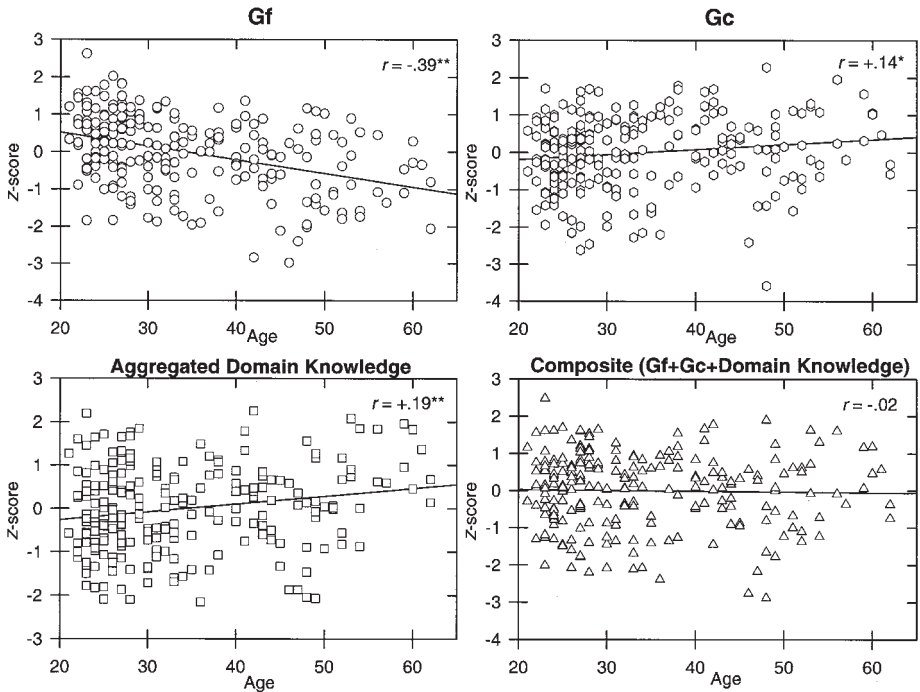 Gf
z-score
3
2
1
0
-1
-2
-3
-4
r = -.39**
20 30 40 50 60
Age
Gc
z-score
3
2
1
0
-1
-2
-3
-4
r = +.14*
20 30 40 50 60
Age
Aggregated Domain Knowledge
z-score
3
2
1
0
-1
-2
-3
r = +.19**
20 30 40 50 60
Age
Composite (Gf+Gc+Domain Knowledge)
z-score
3
2
1
0
-1
-2
-3
-4
r = -.02
20 30 40 50 60
Age